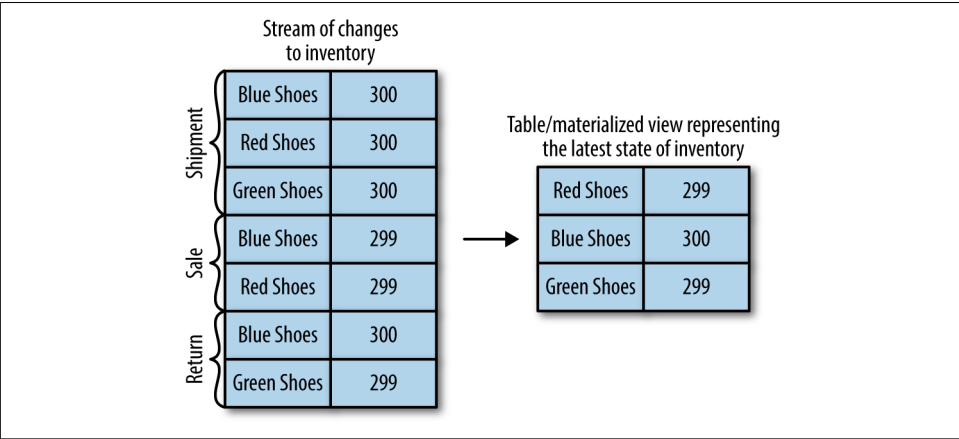 Stream of changes
to inventory
Shipment
Blue Shoes 300
Red Shoes 300
Green Shoes 300
Sale
Blue Shoes 299
Red Shoes 299
Return
Blue Shoes 300
Green Shoes 299
Table/materialized view representing
the latest state of inventory
Red Shoes 299
Blue Shoes 300
Green Shoes 299